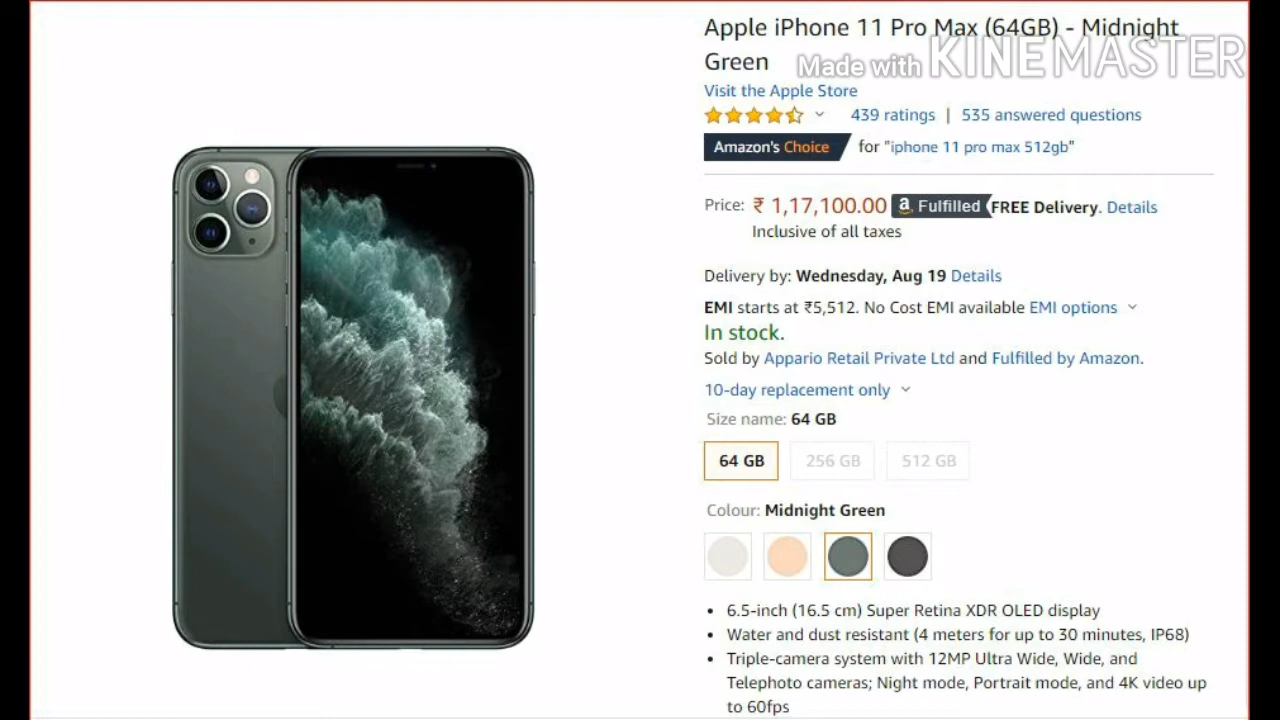 Apple iPhone 11 Pro Max (64GB) - Midnight
Green
Made with KINEMASTER
Visit the Apple Store
439 ratings | 535 answered questions
Amazon's Choice for "iphone 11 pro max 512gb"
Price: ₹ 1,17,100.00 a Fulfilled FREE Delivery. Details
Inclusive of all taxes
Delivery by: Wednesday, Aug 19 Details
EMI starts at ₹5,512. No Cost EMI available EMI options
In stock.
Sold by Appario Retail Private Ltd and Fulfilled by Amazon.
10-day replacement only
Size name: 64 GB
64 GB 256 GB 512 GB
Colour: Midnight Green
• 6.5-inch (16.5 cm) Super Retina XDR OLED display
• Water and dust resistant (4 meters for up to 30 minutes, IP68)
• Triple-camera system with 12MP Ultra Wide, Wide, and
Telephoto cameras; Night mode, Portrait mode, and 4K video up
to 60fps